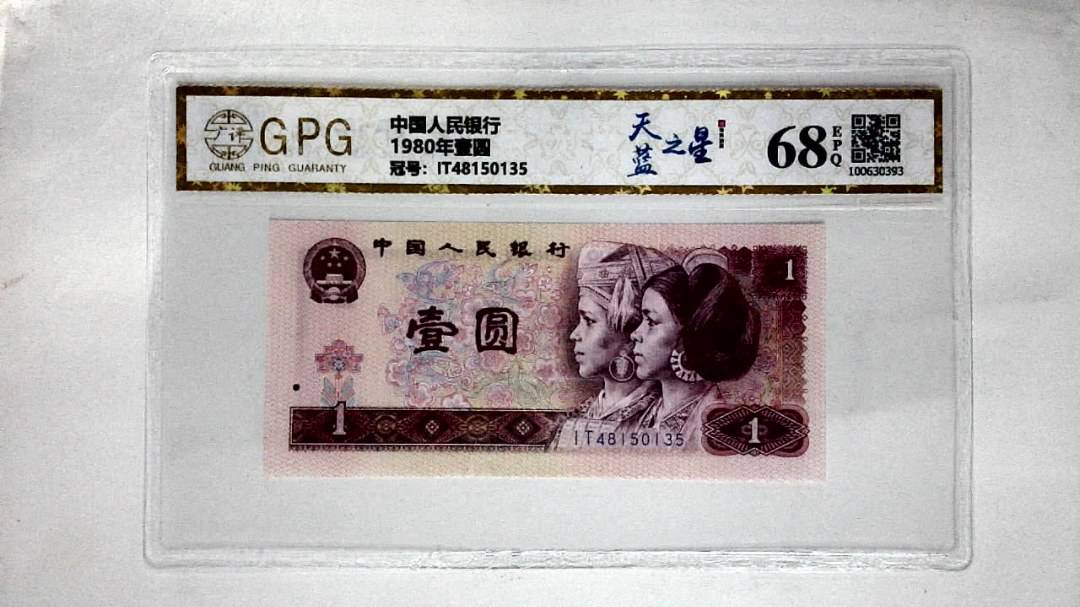 GPG
GUANG PING GUARANTY
中国人民银行
1980年壹圆
冠号：IT48150135
天蓝之星
68
EPQ
100630393
中国人民银行
1
壹圆
1
IT48150135
1